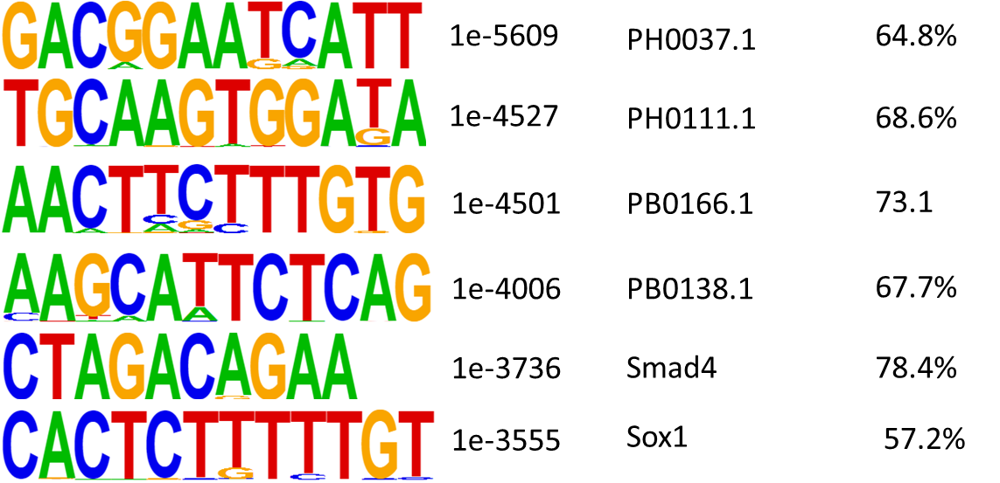 GACGGAATCATT 1e-5609 PH0037.1 64.8%
TGCAAGTGGATA 1e-4527 PH0111.1 68.6%
AACTTCTTTGTG 1e-4501 PB0166.1 73.1
AAGCATTCTCAG 1e-4006 PB0138.1 67.7%
CTAGACAGAA 1e-3736 Smad4 78.4%
CACTCTTTTTGT 1e-3555 Sox1 57.2%